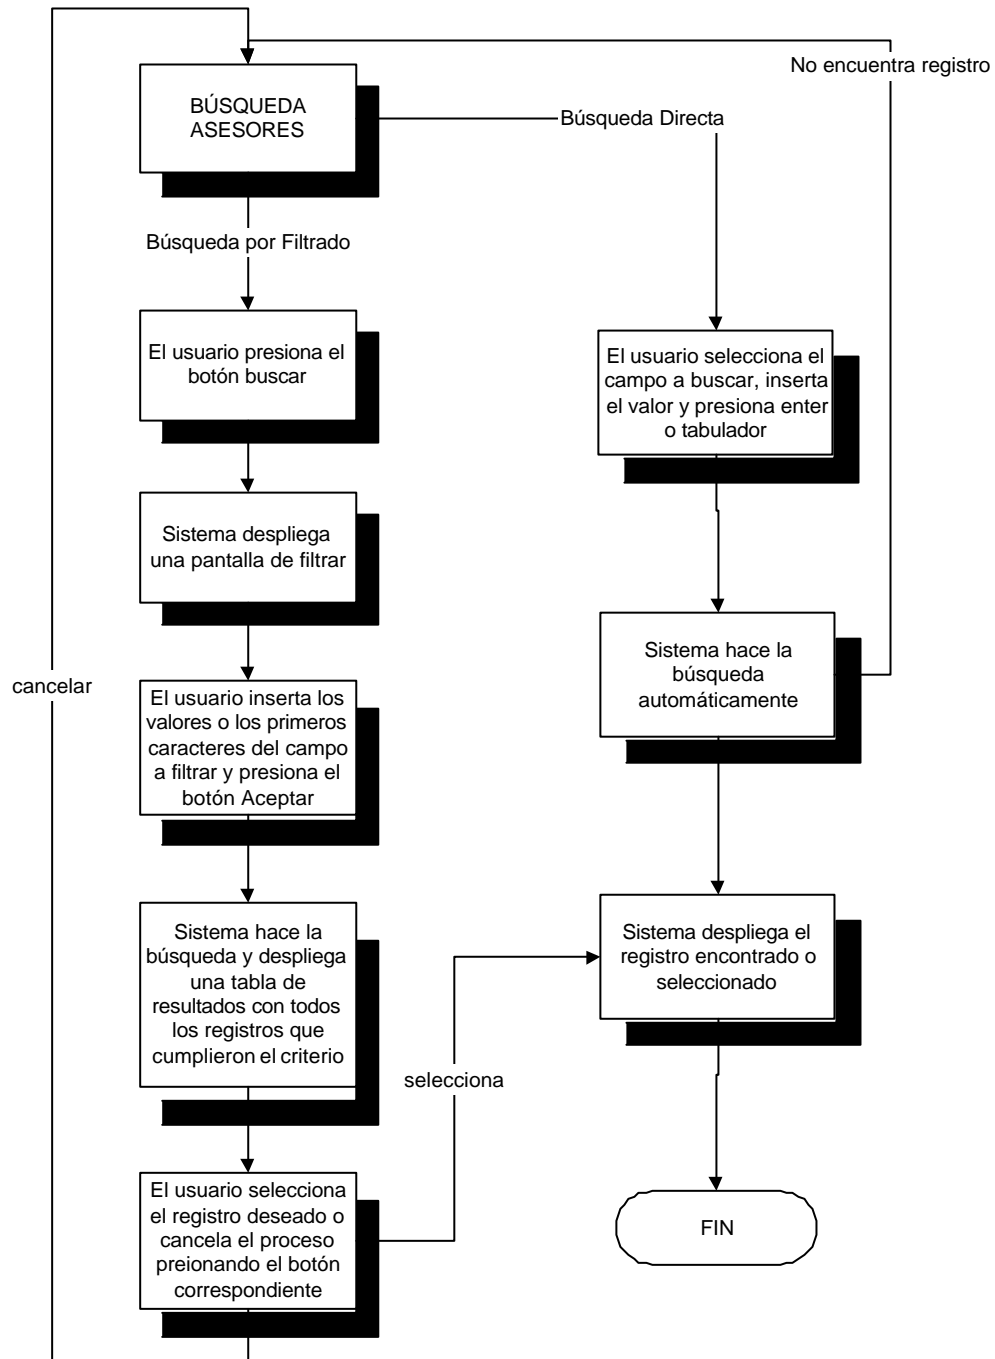 No encuentra registro
BÚSQUEDA
ASESORES
Búsqueda Directa
Búsqueda por Filtrado
El usuario presiona el
botón buscar
El usuario selecciona el
campo a buscar, inserta
el valor y presiona enter
o tabulador
Sistema despliega
una pantalla de filtrar
Sistema hace la
búsqueda
automáticamente
cancelar
El usuario inserta los
valores o los primeros
caracteres del campo
a filtrar y presiona el
botón Aceptar
Sistema hace la
búsqueda y despliega
una tabla de
resultados con todos
los registros que
cumplieron el criterio
Sistema despliega el
registro encontrado o
seleccionado
selecciona
El usuario selecciona
el registro deseado o
cancela el proceso
preionando el botón
correspondiente
FIN